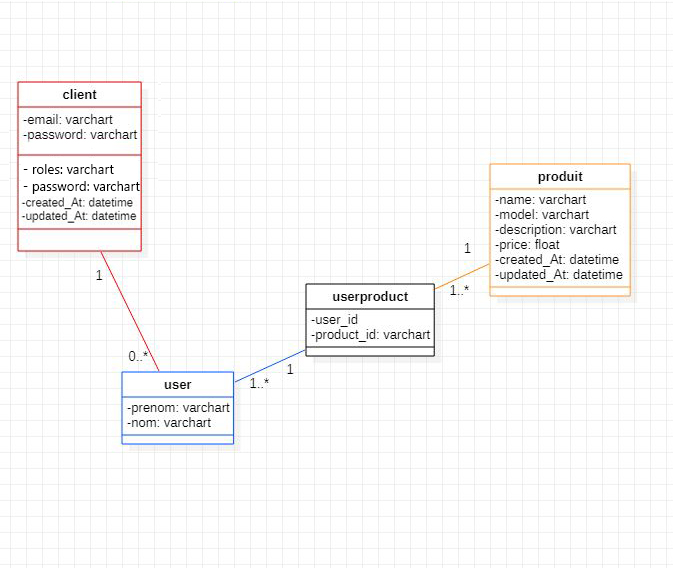 client
-email: varchart
-password: varchart
- roles: varchart
- password: varchart
-created_At: datetime
-updated_At: datetime
1
0..*
user
-prenom: varchart
-nom: varchart
1..*
1
userproduct
-user_id
-product_id: varchart
1..*
1
produit
-name: varchart
-model: varchart
-description: varchart
-price: float
-created_At: datetime
-updated_At: datetime